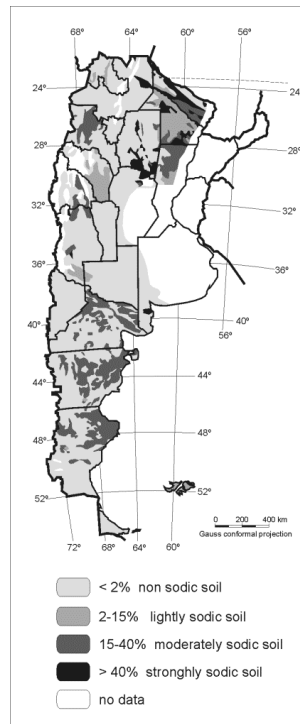 68° 64° 60° 56°
24° 24°
28° 28°
32° 32°
36° 36°
40° 40°
56°
44° 44°
48° 48°
52° 52°
72° 68° 64° 60°
0 200 400 km
Gauss conformal projection
< 2% non sodic soil
2-15% lightly sodic soil
15-40% moderately sodic soil
> 40% stronghly sodic soil
no data